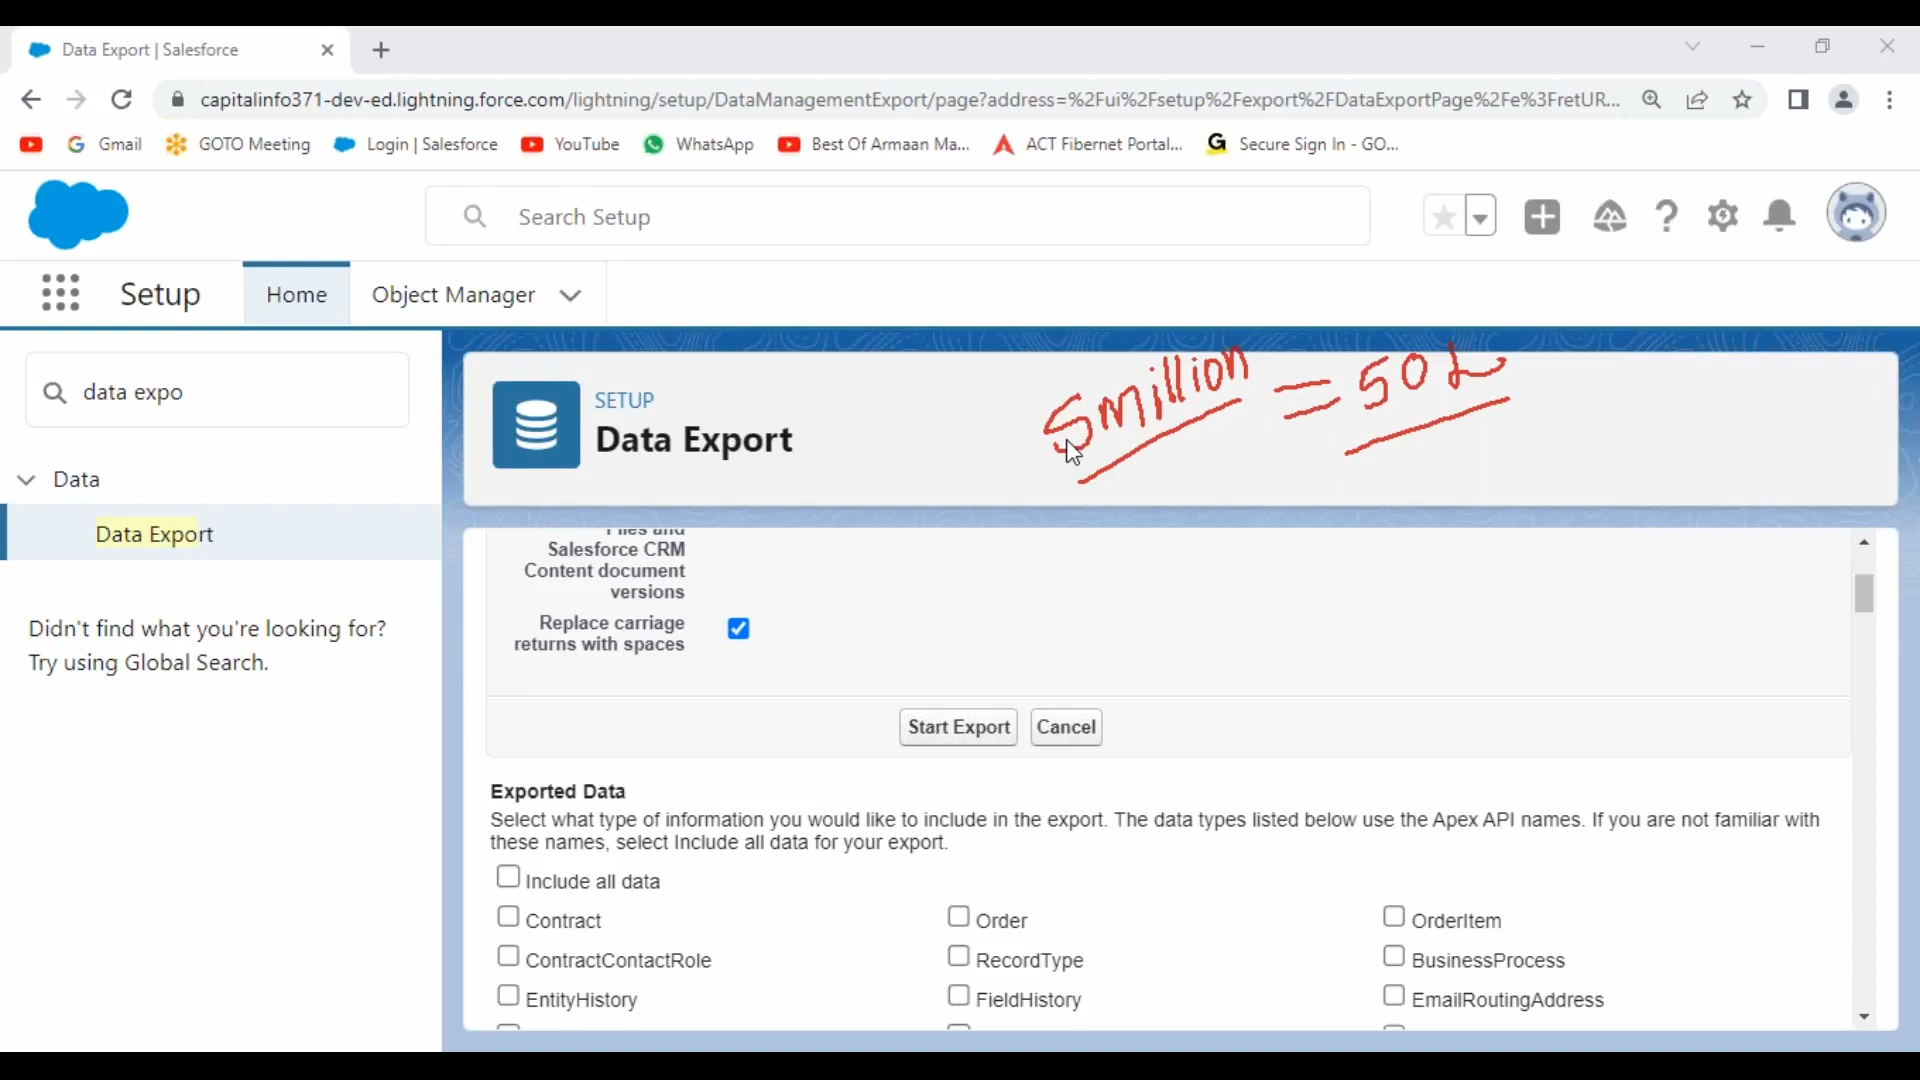 Data Export | Salesforce
capitalinfo371-dev-ed.lightning.force.com/lightning/setup/DataManagementExport/page?address=%2Fui%2Fsetup%2Fexport%2FDataExportPage%2Fe%3FretUR...
Gmail GOTO Meeting Login | Salesforce YouTube WhatsApp Best Of Armaan Ma... ACT Fibernet Portal... G Secure Sign In - GO...
Search Setup
Setup Home Object Manager
5million = 50L
data expo
SETUP
Data Export
Data
Data Export
Didn't find what you're looking for?
Try using Global Search.
Files and
Salesforce CRM
Content document
versions
Replace carriage
returns with spaces
Start Export Cancel
Exported Data
Select what type of information you would like to include in the export. The data types listed below use the Apex API names. If you are not familiar with
these names, select Include all data for your export.
Include all data
Contract Order OrderItem
ContractContactRole RecordType BusinessProcess
EntityHistory FieldHistory EmailRoutingAddress